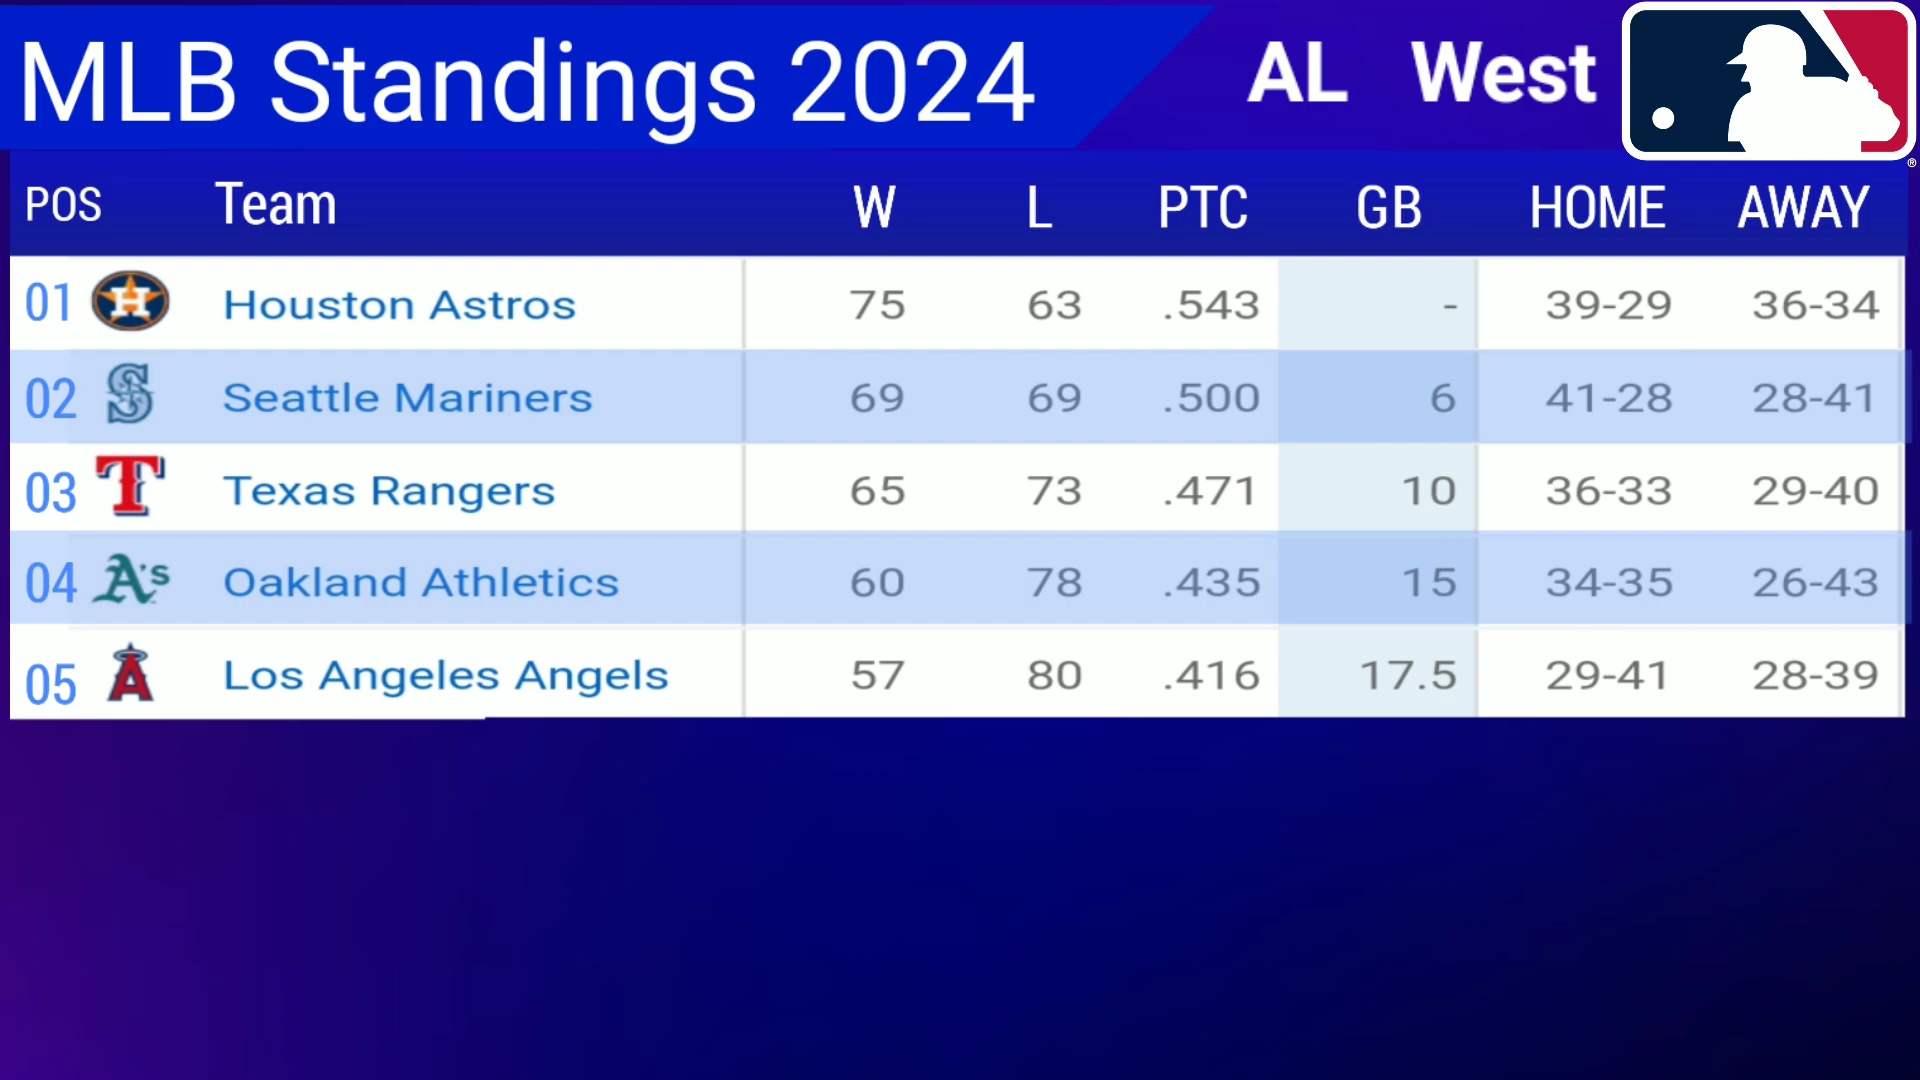 MLB Standings 2024 AL West
®
POS Team W L PTC GB HOME AWAY
01 H Houston Astros 75 63 .543 - 39-29 36-34
02 S Seattle Mariners 69 69 .500 6 41-28 28-41
03 T Texas Rangers 65 73 .471 10 36-33 29-40
04 A's Oakland Athletics 60 78 .435 15 34-35 26-43
05 A Los Angeles Angels 57 80 .416 17.5 29-41 28-39